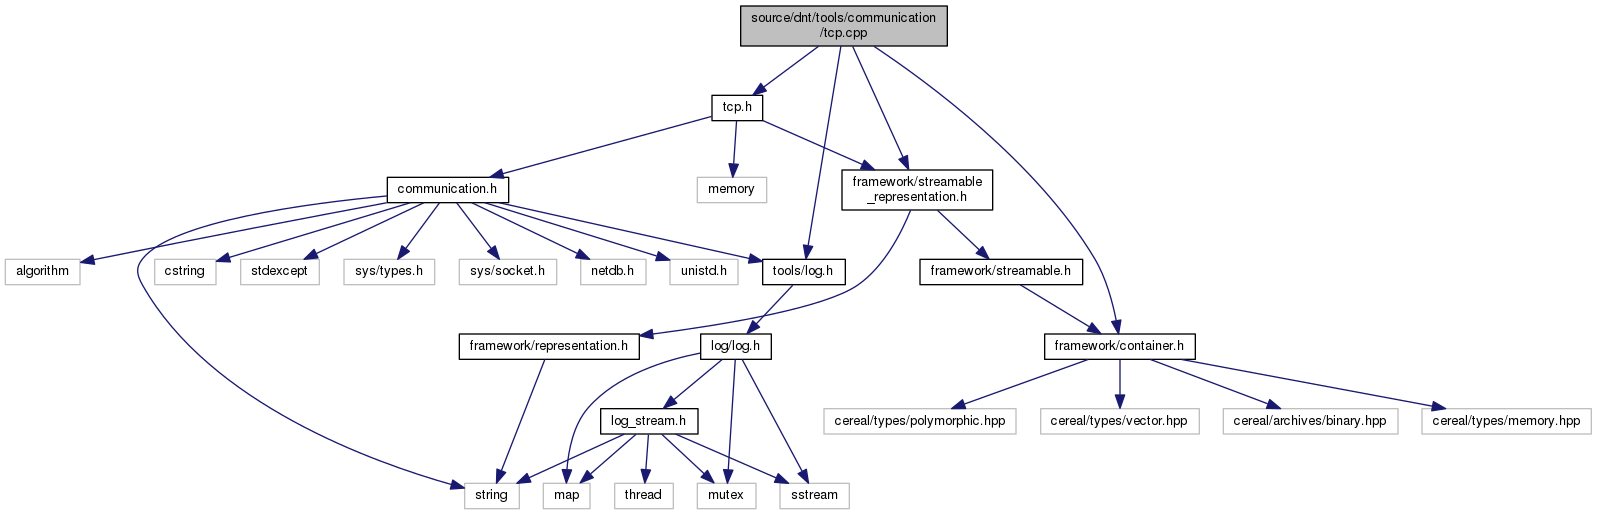 source/dnt/tools/communication
/tcp.cpp
tcp.h
communication.h
memory
framework/streamable
_representation.h
algorithm
cstring
stdexcept
sys/types.h
sys/socket.h
netdb.h
unistd.h
tools/log.h
framework/streamable.h
framework/representation.h
log/log.h
framework/container.h
log_stream.h
cereal/types/polymorphic.hpp
cereal/types/vector.hpp
cereal/archives/binary.hpp
cereal/types/memory.hpp
string
map
thread
mutex
sstream